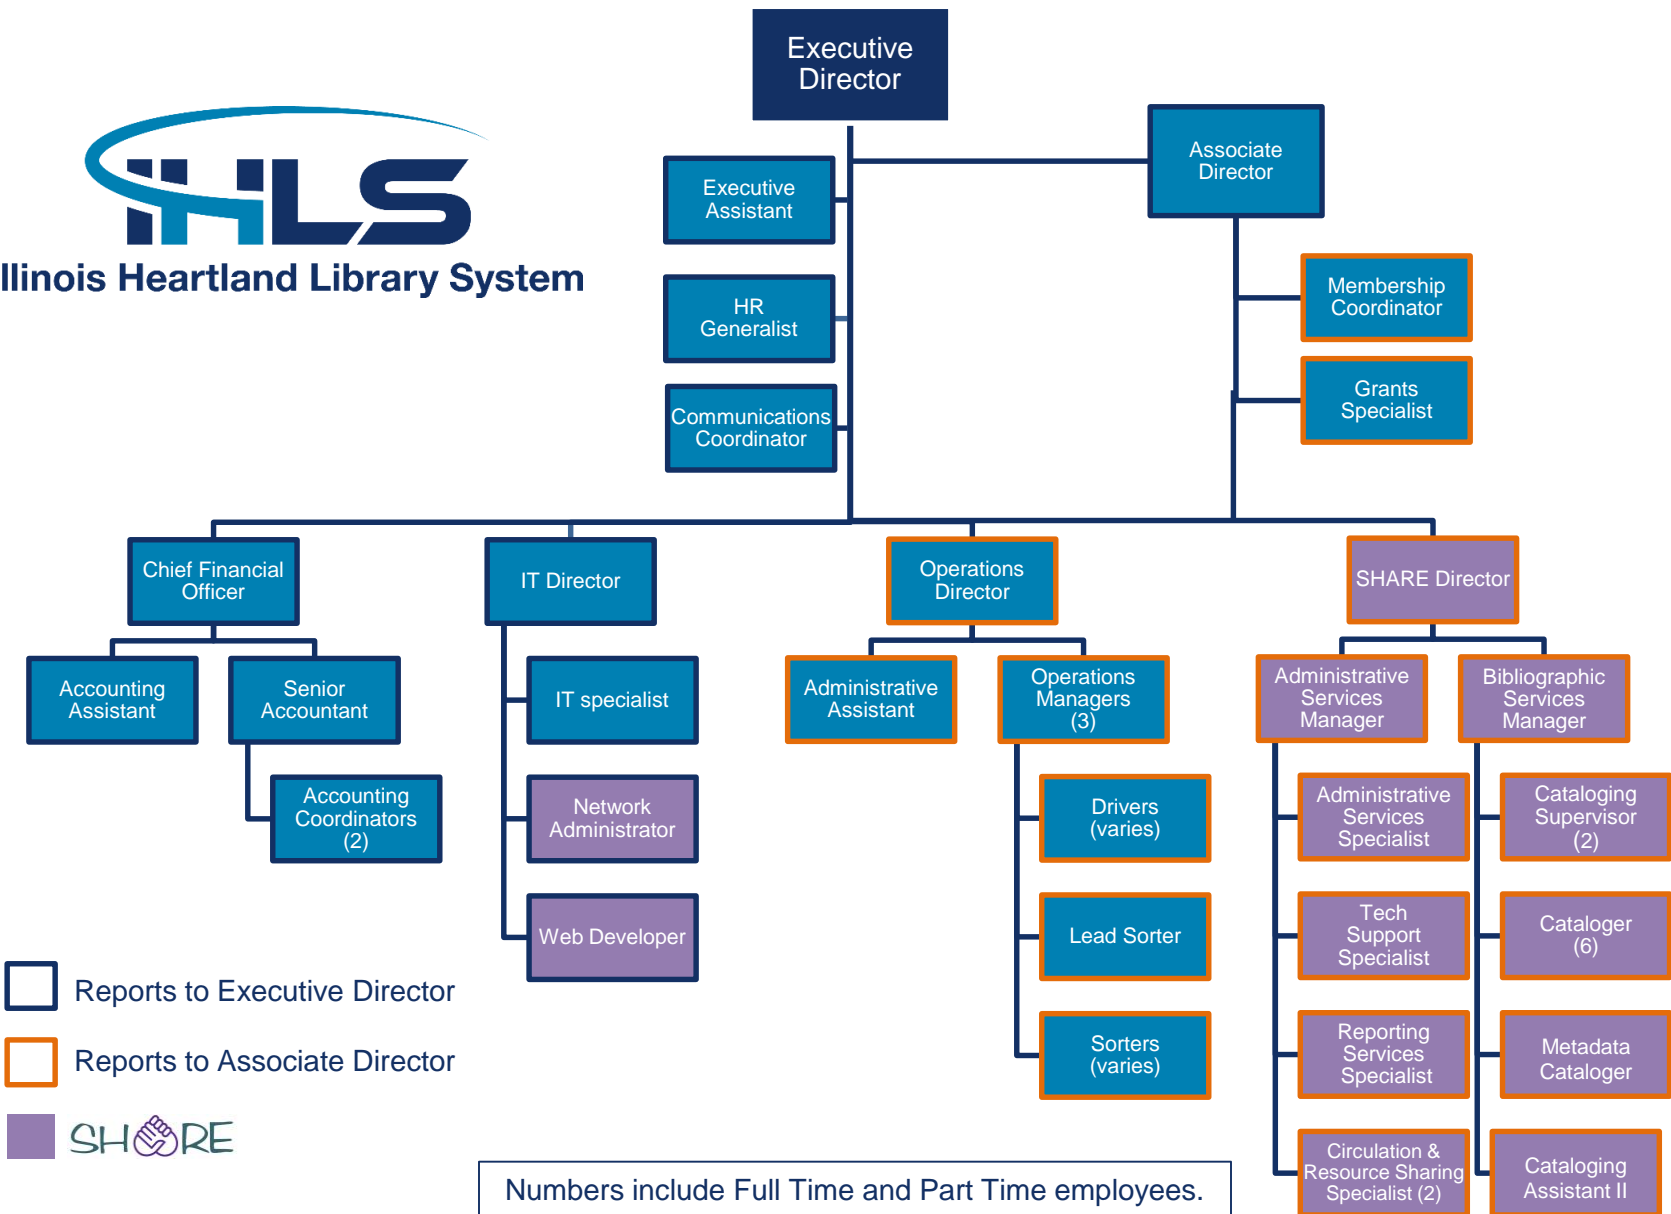 Executive
Director
IHLS
llinois Heartland Library System
Associate
Director
Executive
Assistant
HR
Generalist
Communications
Coordinator
Membership
Coordinator
Grants
Specialist
Chief Financial
Officer
IT Director
Operations
Director
SHARE Director
Accounting
Assistant
Senior
Accountant
Accounting
Coordinators
(2)
IT specialist
Network
Administrator
Web Developer
Administrative
Assistant
Operations
Managers
(3)
Drivers
(varies)
Lead Sorter
Sorters
(varies)
Administrative
Services
Manager
Administrative
Services
Specialist
Tech
Support
Specialist
Reporting
Services
Specialist
Circulation &
Resource Sharing
Specialist (2)
Bibliographic
Services
Manager
Cataloging
Supervisor
(2)
Cataloger
(6)
Metadata
Cataloger
Cataloging
Assistant II
Reports to Executive Director
Reports to Associate Director
SHARE
Numbers include Full Time and Part Time employees.